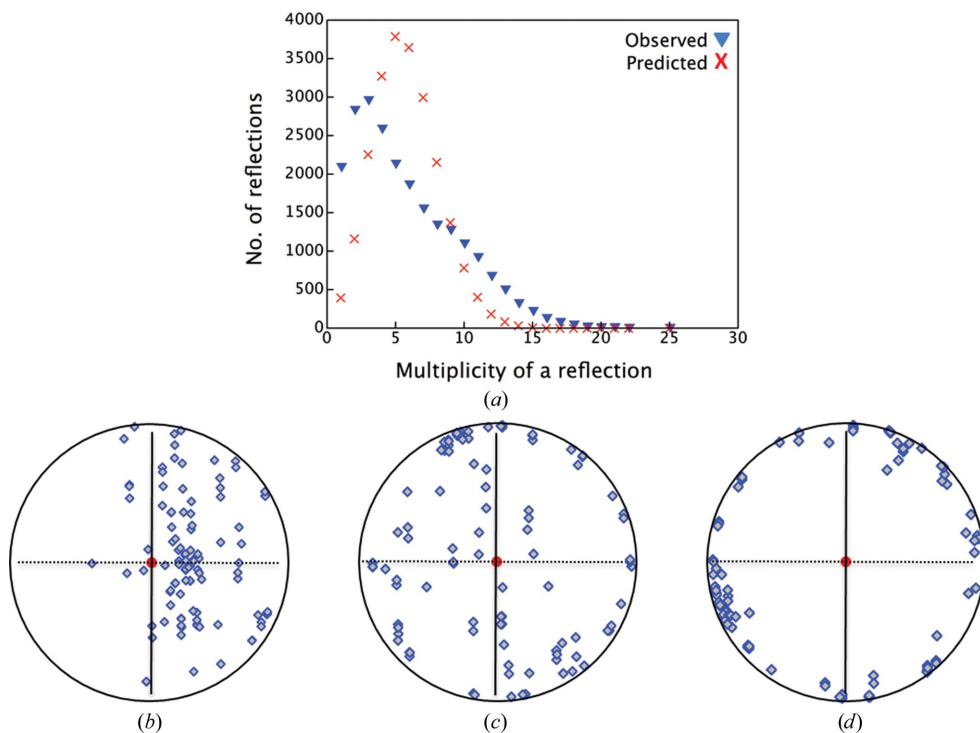 4000
3500
3000
2500
2000
1500
1000
500
0
No. of reflections
Observed
Predicted X
0 5 10 15 20 25 30
Multiplicity of a reflection
(a)
(b) (c) (d)